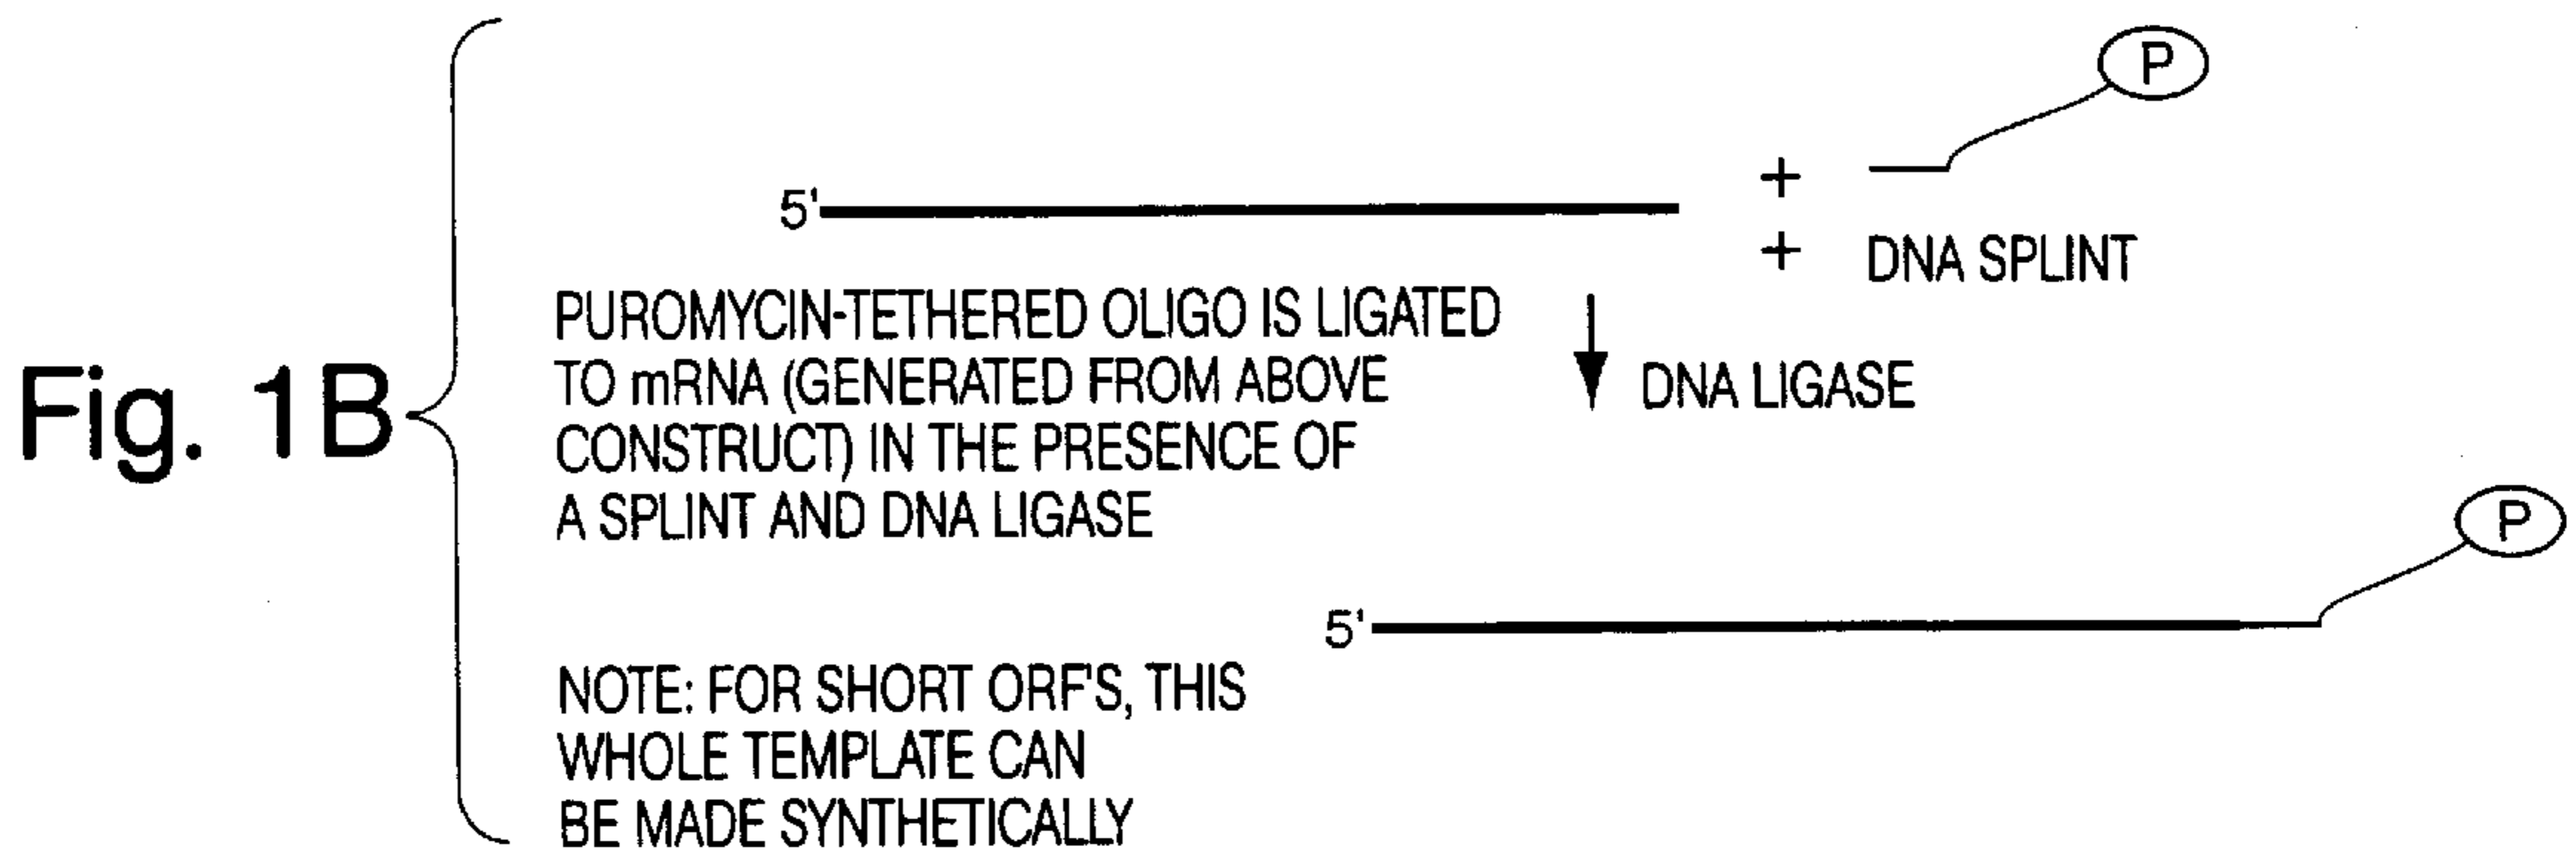 Fig. 1B
P
5'
+
+ DNA SPLINT
PUROMYCIN-TETHERED OLIGO IS LIGATED
TO mRNA (GENERATED FROM ABOVE
CONSTRUCT) IN THE PRESENCE OF
A SPLINT AND DNA LIGASE
DNA LIGASE
P
5'
NOTE: FOR SHORT ORF'S, THIS
WHOLE TEMPLATE CAN
BE MADE SYNTHETICALLY